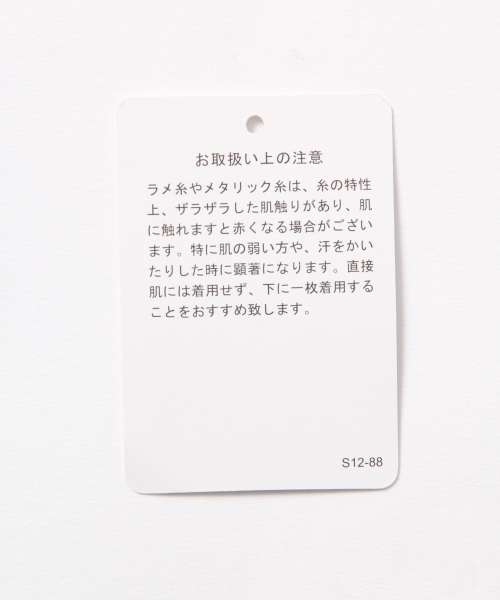 お取扱い上の注意
ラメ糸やメタリック糸は、糸の特性
上、ザラザラした肌触りがあり、肌
に触れますと赤くなる場合がござい
ます。特に肌の弱い方や、汗をかい
たりした時に顕著になります。直接
肌には着用せず、下に一枚着用する
ことをおすすめ致します。
S12-88